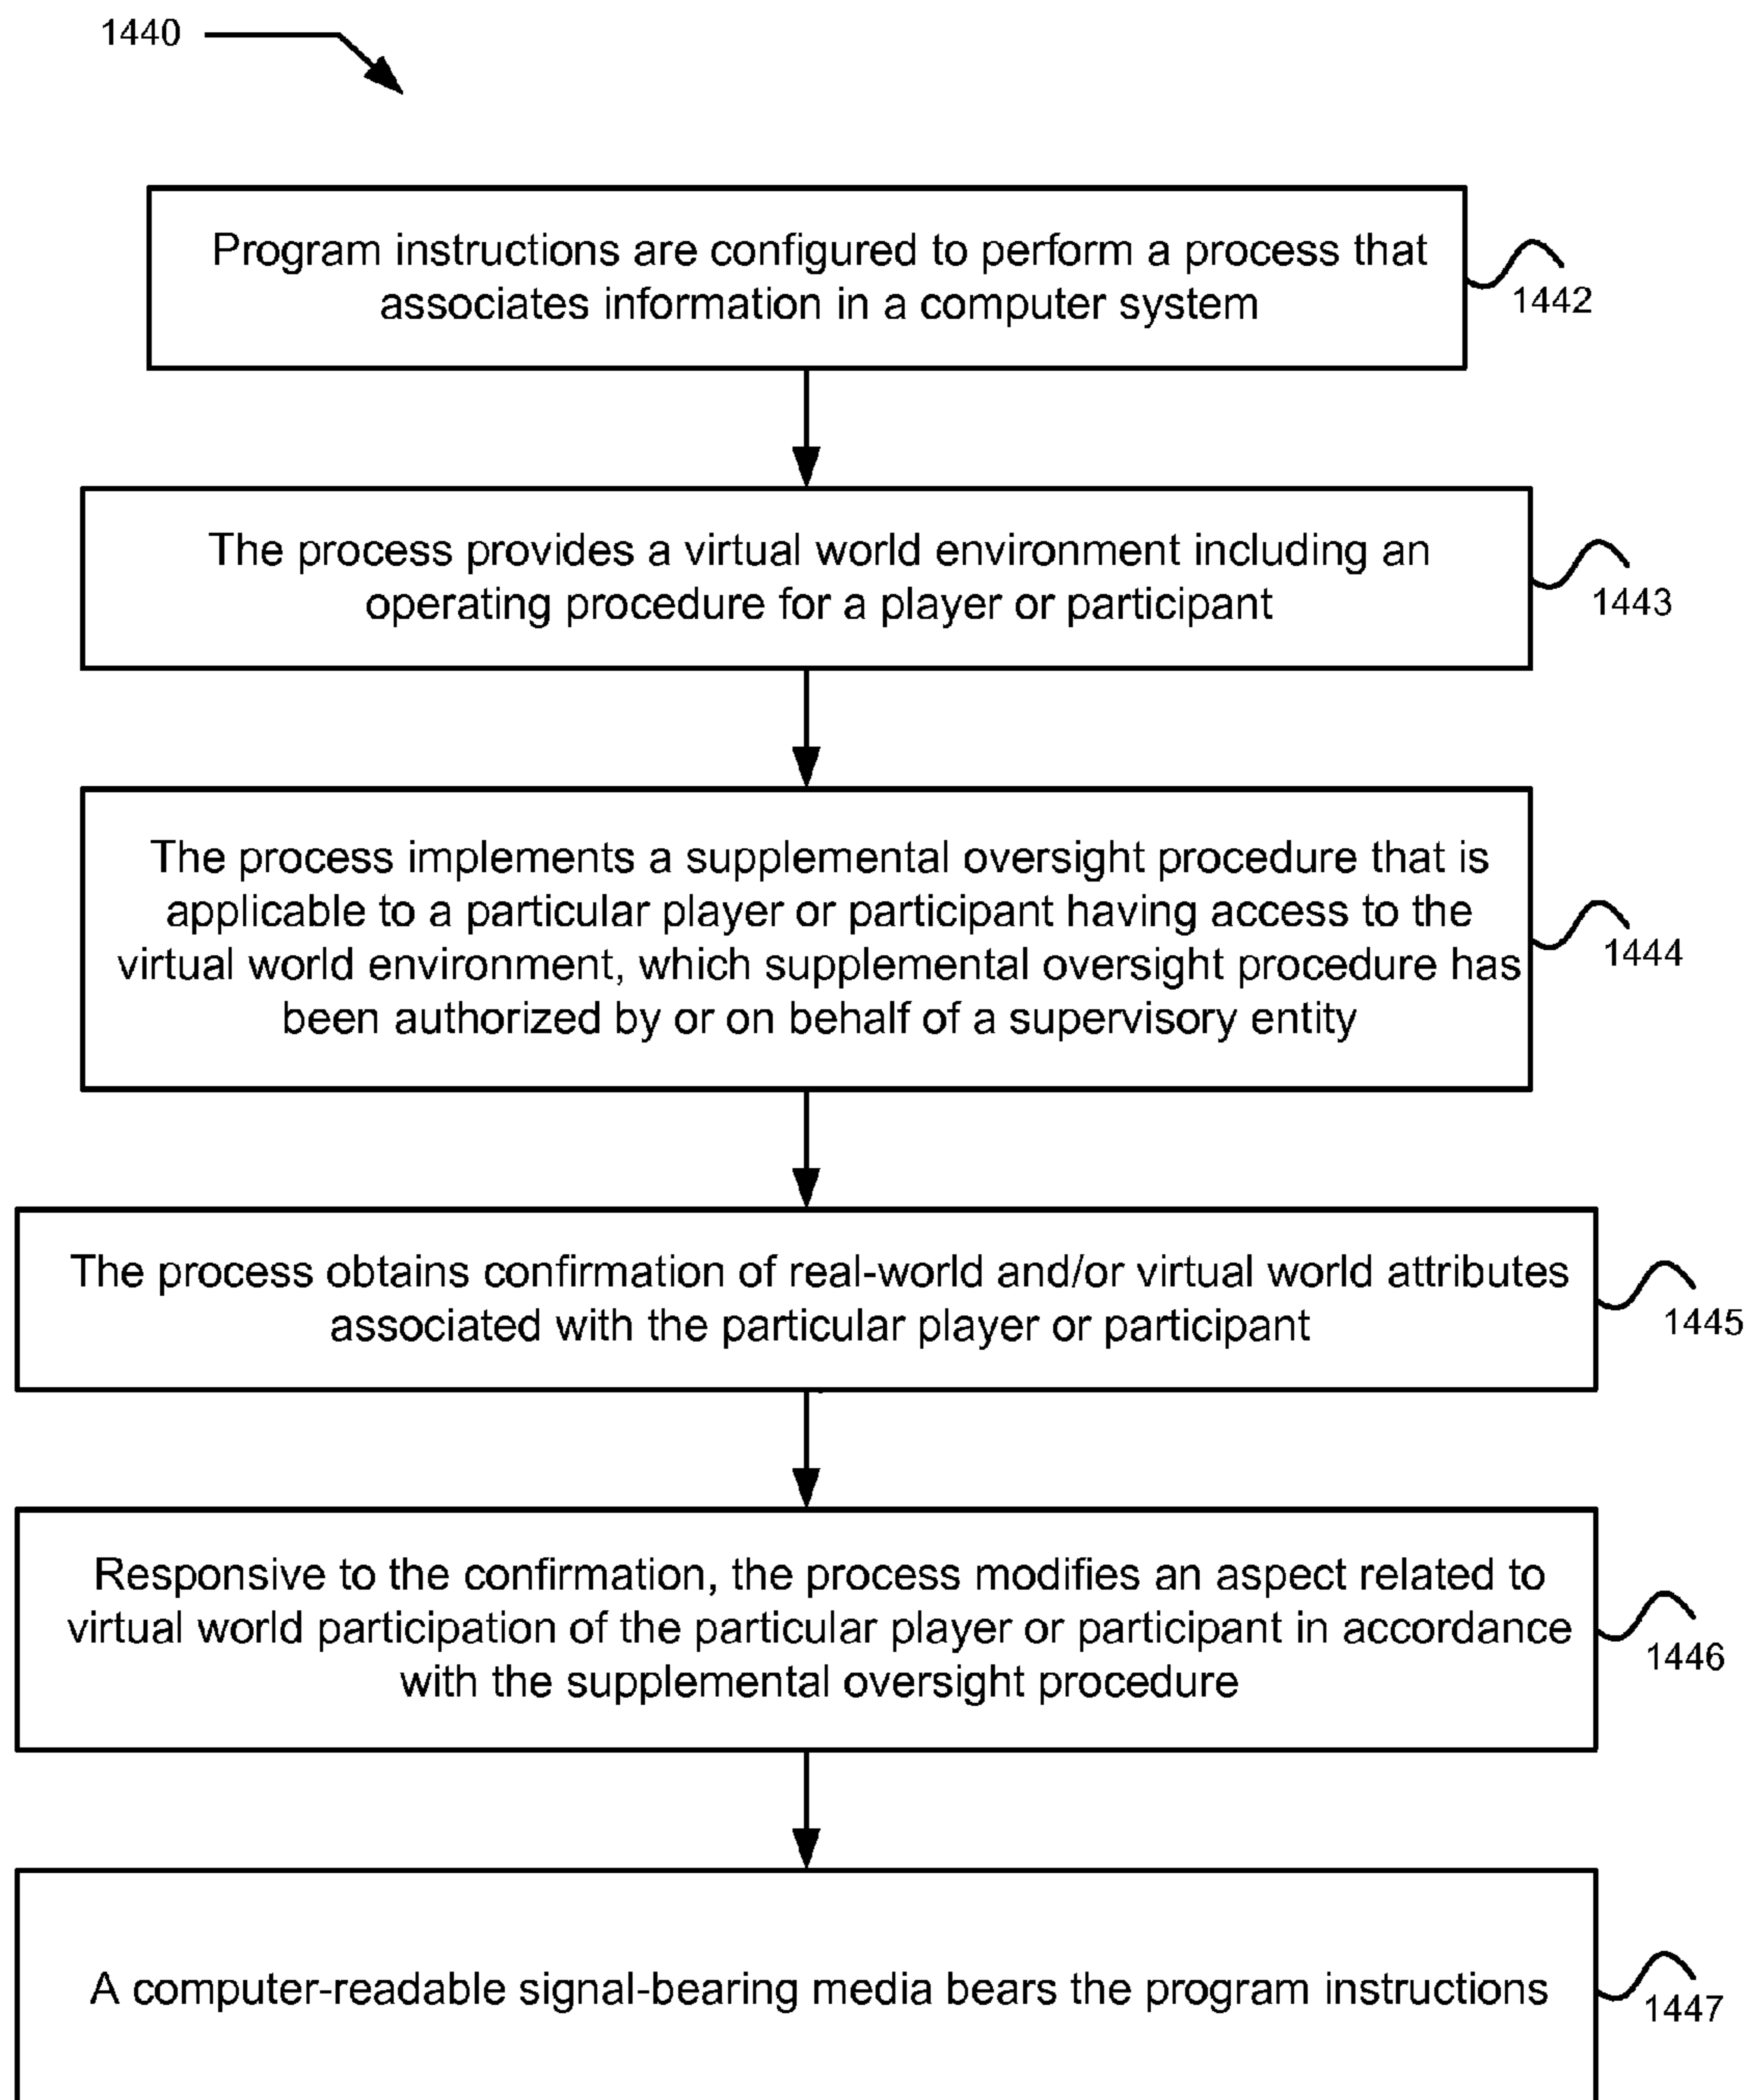 1440
Program instructions are configured to perform a process that
associates information in a computer system
1442
The process provides a virtual world environment including an
operating procedure for a player or participant
1443
The process implements a supplemental oversight procedure that is
applicable to a particular player or participant having access to the
virtual world environment, which supplemental oversight procedure has
been authorized by or on behalf of a supervisory entity
1444
The process obtains confirmation of real-world and/or virtual world attributes
associated with the particular player or participant
1445
Responsive to the confirmation, the process modifies an aspect related to
virtual world participation of the particular player or participant in accordance
with the supplemental oversight procedure
1446
A computer-readable signal-bearing media bears the program instructions
1447